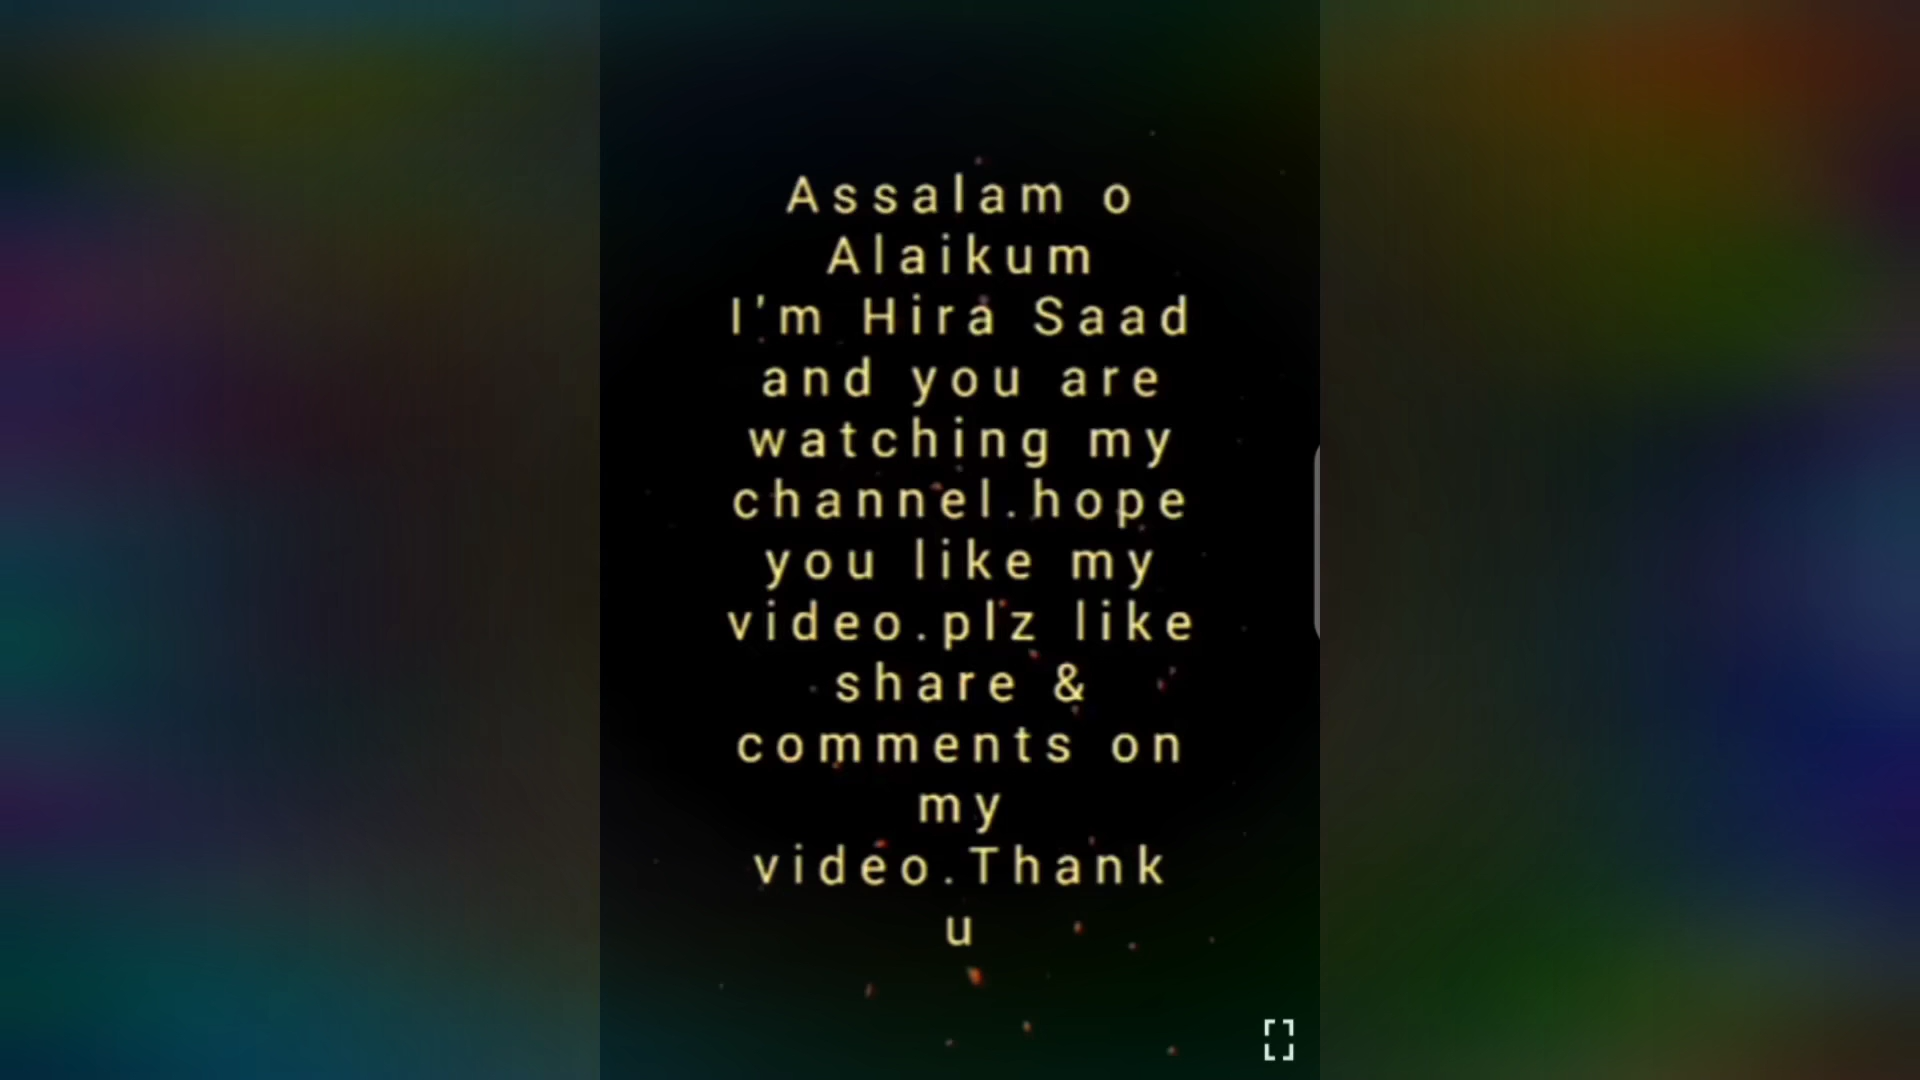 Assalam o
Alaikum
I'm Hira Saad
and you are
watching my
channel.hope
you like my
video.plz like
share &
comments on
my
video.Thank
u